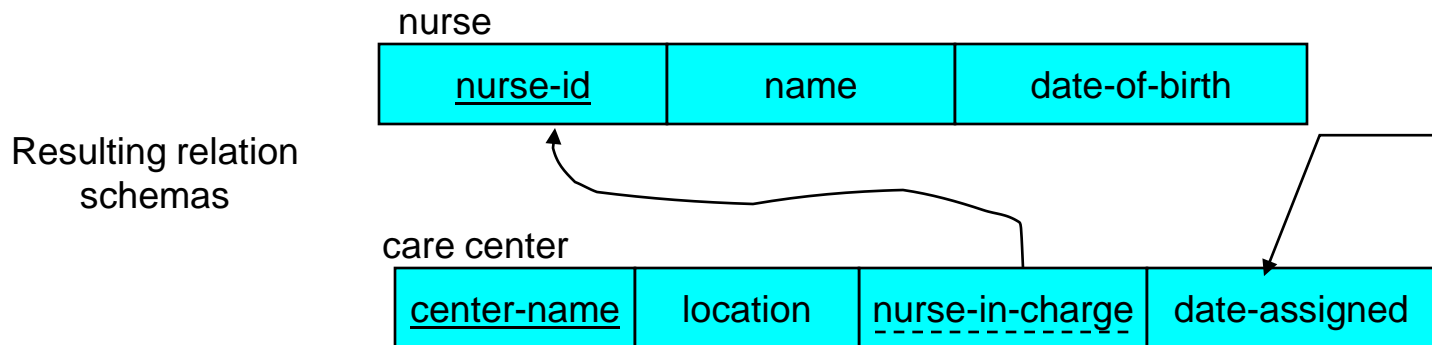 nurse
nurse-id name date-of-birth
Resulting relation
schemas
care center
center-name location nurse-in-charge date-assigned